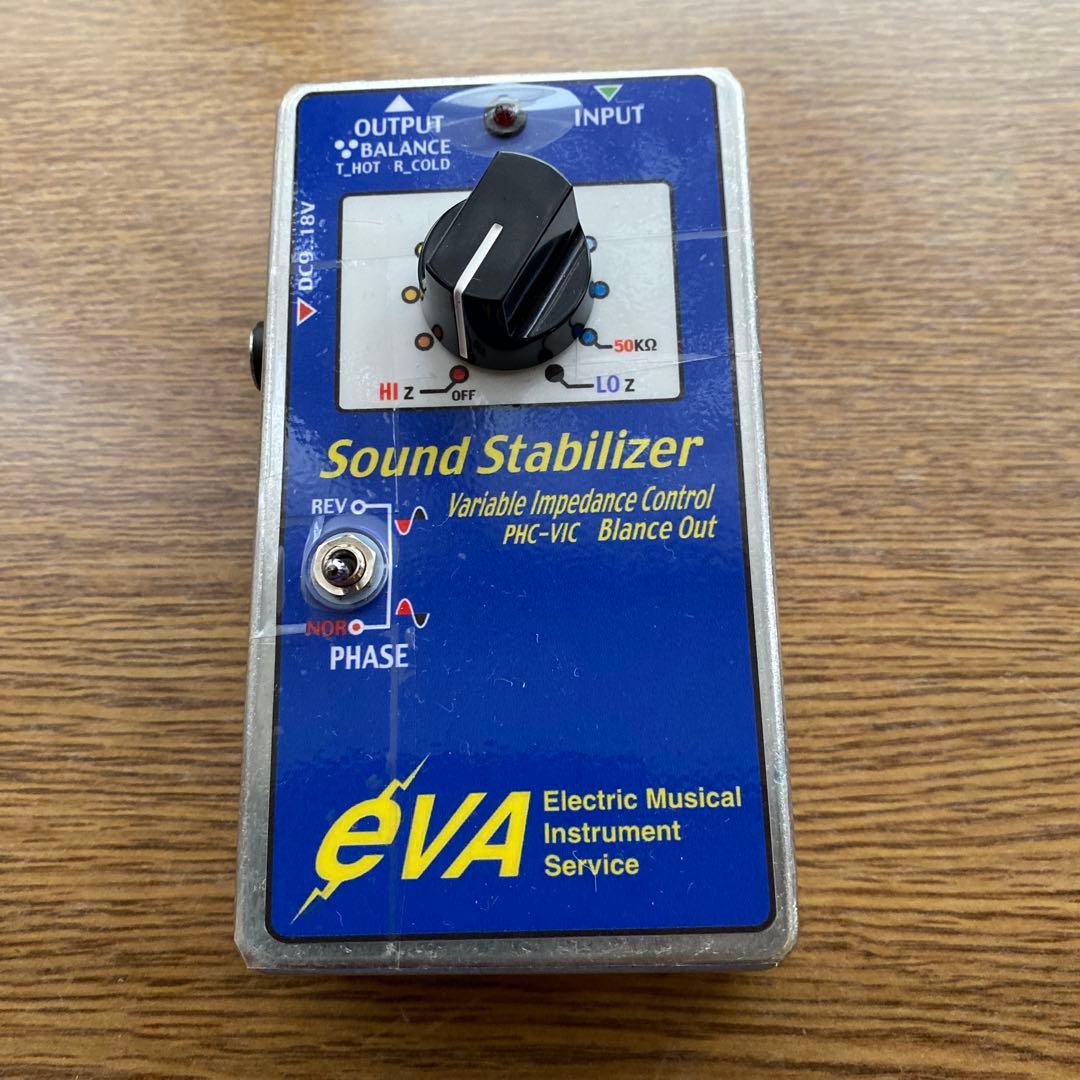 OUTPUT
BALANCE
T_HOT R_COLD
INPUT
DC9~18V
50KΩ
HI Z
OFF
LO Z
Sound Stabilizer
Variable Impedance Control
PHC-VIC Blance Out
REV
NOR
PHASE
eVA
Electric Musical
Instrument
Service